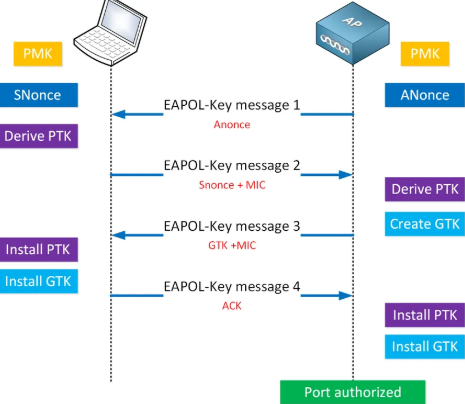 AP
PMK
PMK
SNonce
ANonce
EAPOL-Key message 1
Anonce
Derive PTK
EAPOL-Key message 2
Snonce + MIC
Derive PTK
EAPOL-Key message 3
GTK +MIC
Create GTK
Install PTK
Install GTK
EAPOL-Key message 4
ACK
Install PTK
Install GTK
Port authorized